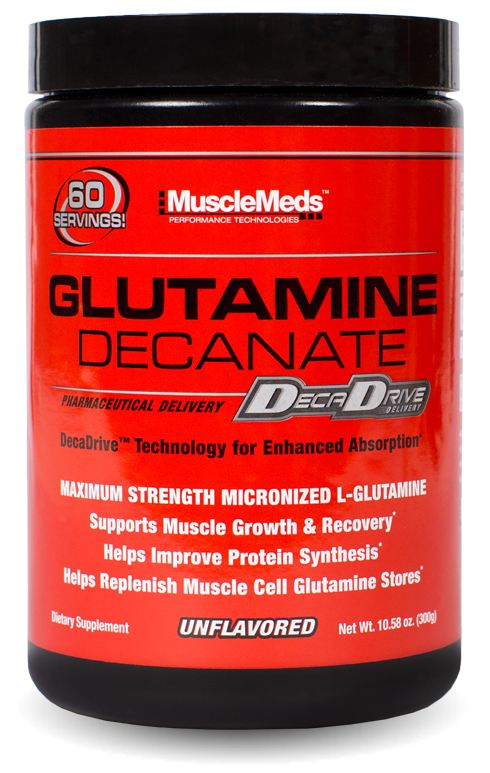 60
SERVINGS!
MuscleMeds™
PERFORMANCE TECHNOLOGIES
GLUTAMINE
DECANATE
PHARMACEUTICAL DELIVERY
DECADRIVE
DELIVERY
DecaDrive™ Technology for Enhanced Absorption*
MAXIMUM STRENGTH MICRONIZED L-GLUTAMINE
Supports Muscle Growth & Recovery*
Helps Improve Protein Synthesis*
Helps Replenish Muscle Cell Glutamine Stores*
Dietary Supplement
UNFLAVORED
Net Wt. 10.58 oz. (300g)